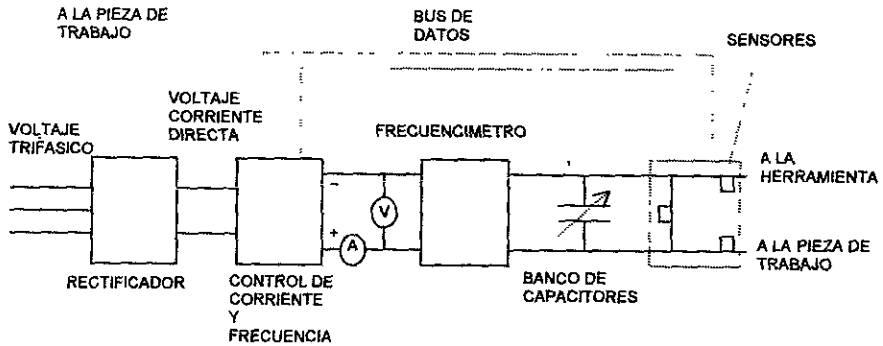 A LA PIEZA DE
TRABAJO
BUS DE
DATOS
SENSORES
VOLTAJE
TRIFASICO
VOLTAJE
CORRIENTE
DIRECTA
FRECUENCIMETRO
A LA
HERRAMIENTA
-
+
V
A
A LA PIEZA DE
TRABAJO
RECTIFICADOR
CONTROL DE
CORRIENTE
Y
FRECUENCIA
BANCO DE
CAPACITORES